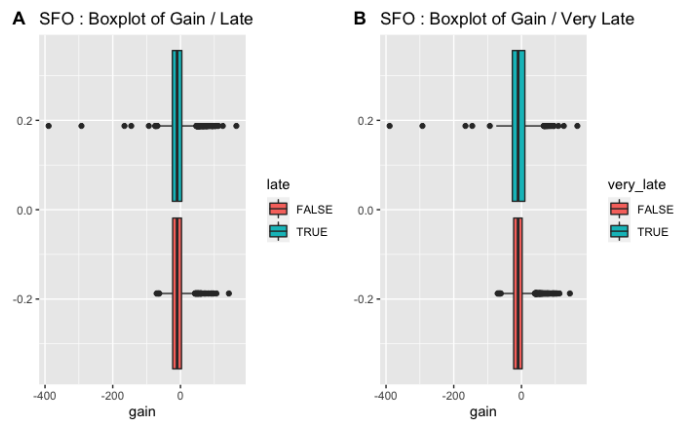 A SFO : Boxplot of Gain / Late
0.2
0.0
-0.2
-400
-200
0
gain
late
FALSE
TRUE
B SFO : Boxplot of Gain / Very Late
0.2
0.0
-0.2
-400
-200
0
gain
very_late
FALSE
TRUE